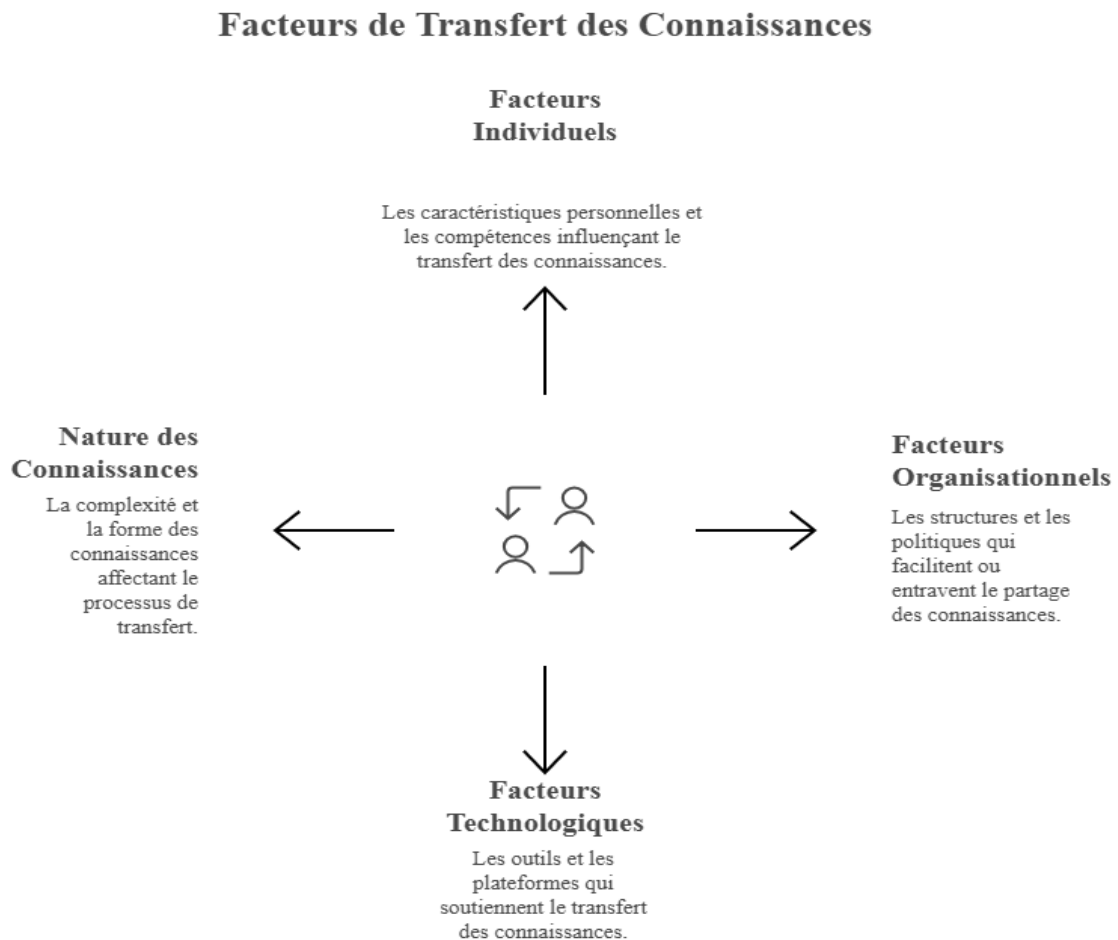 Facteurs de Transfert des Connaissances
Facteurs
Individuels
Les caractéristiques personnelles et
les compétences influençant le
transfert des connaissances.
Nature des
Connaissances
La complexité et
la forme des
connaissances
affectant le
processus de
transfert.
Facteurs
Organisationnels
Les structures et les
politiques qui
facilitent ou
entravent le partage
des connaissances.
Facteurs
Technologiques
Les outils et les
plateformes qui
soutiennent le transfert
des connaissances.